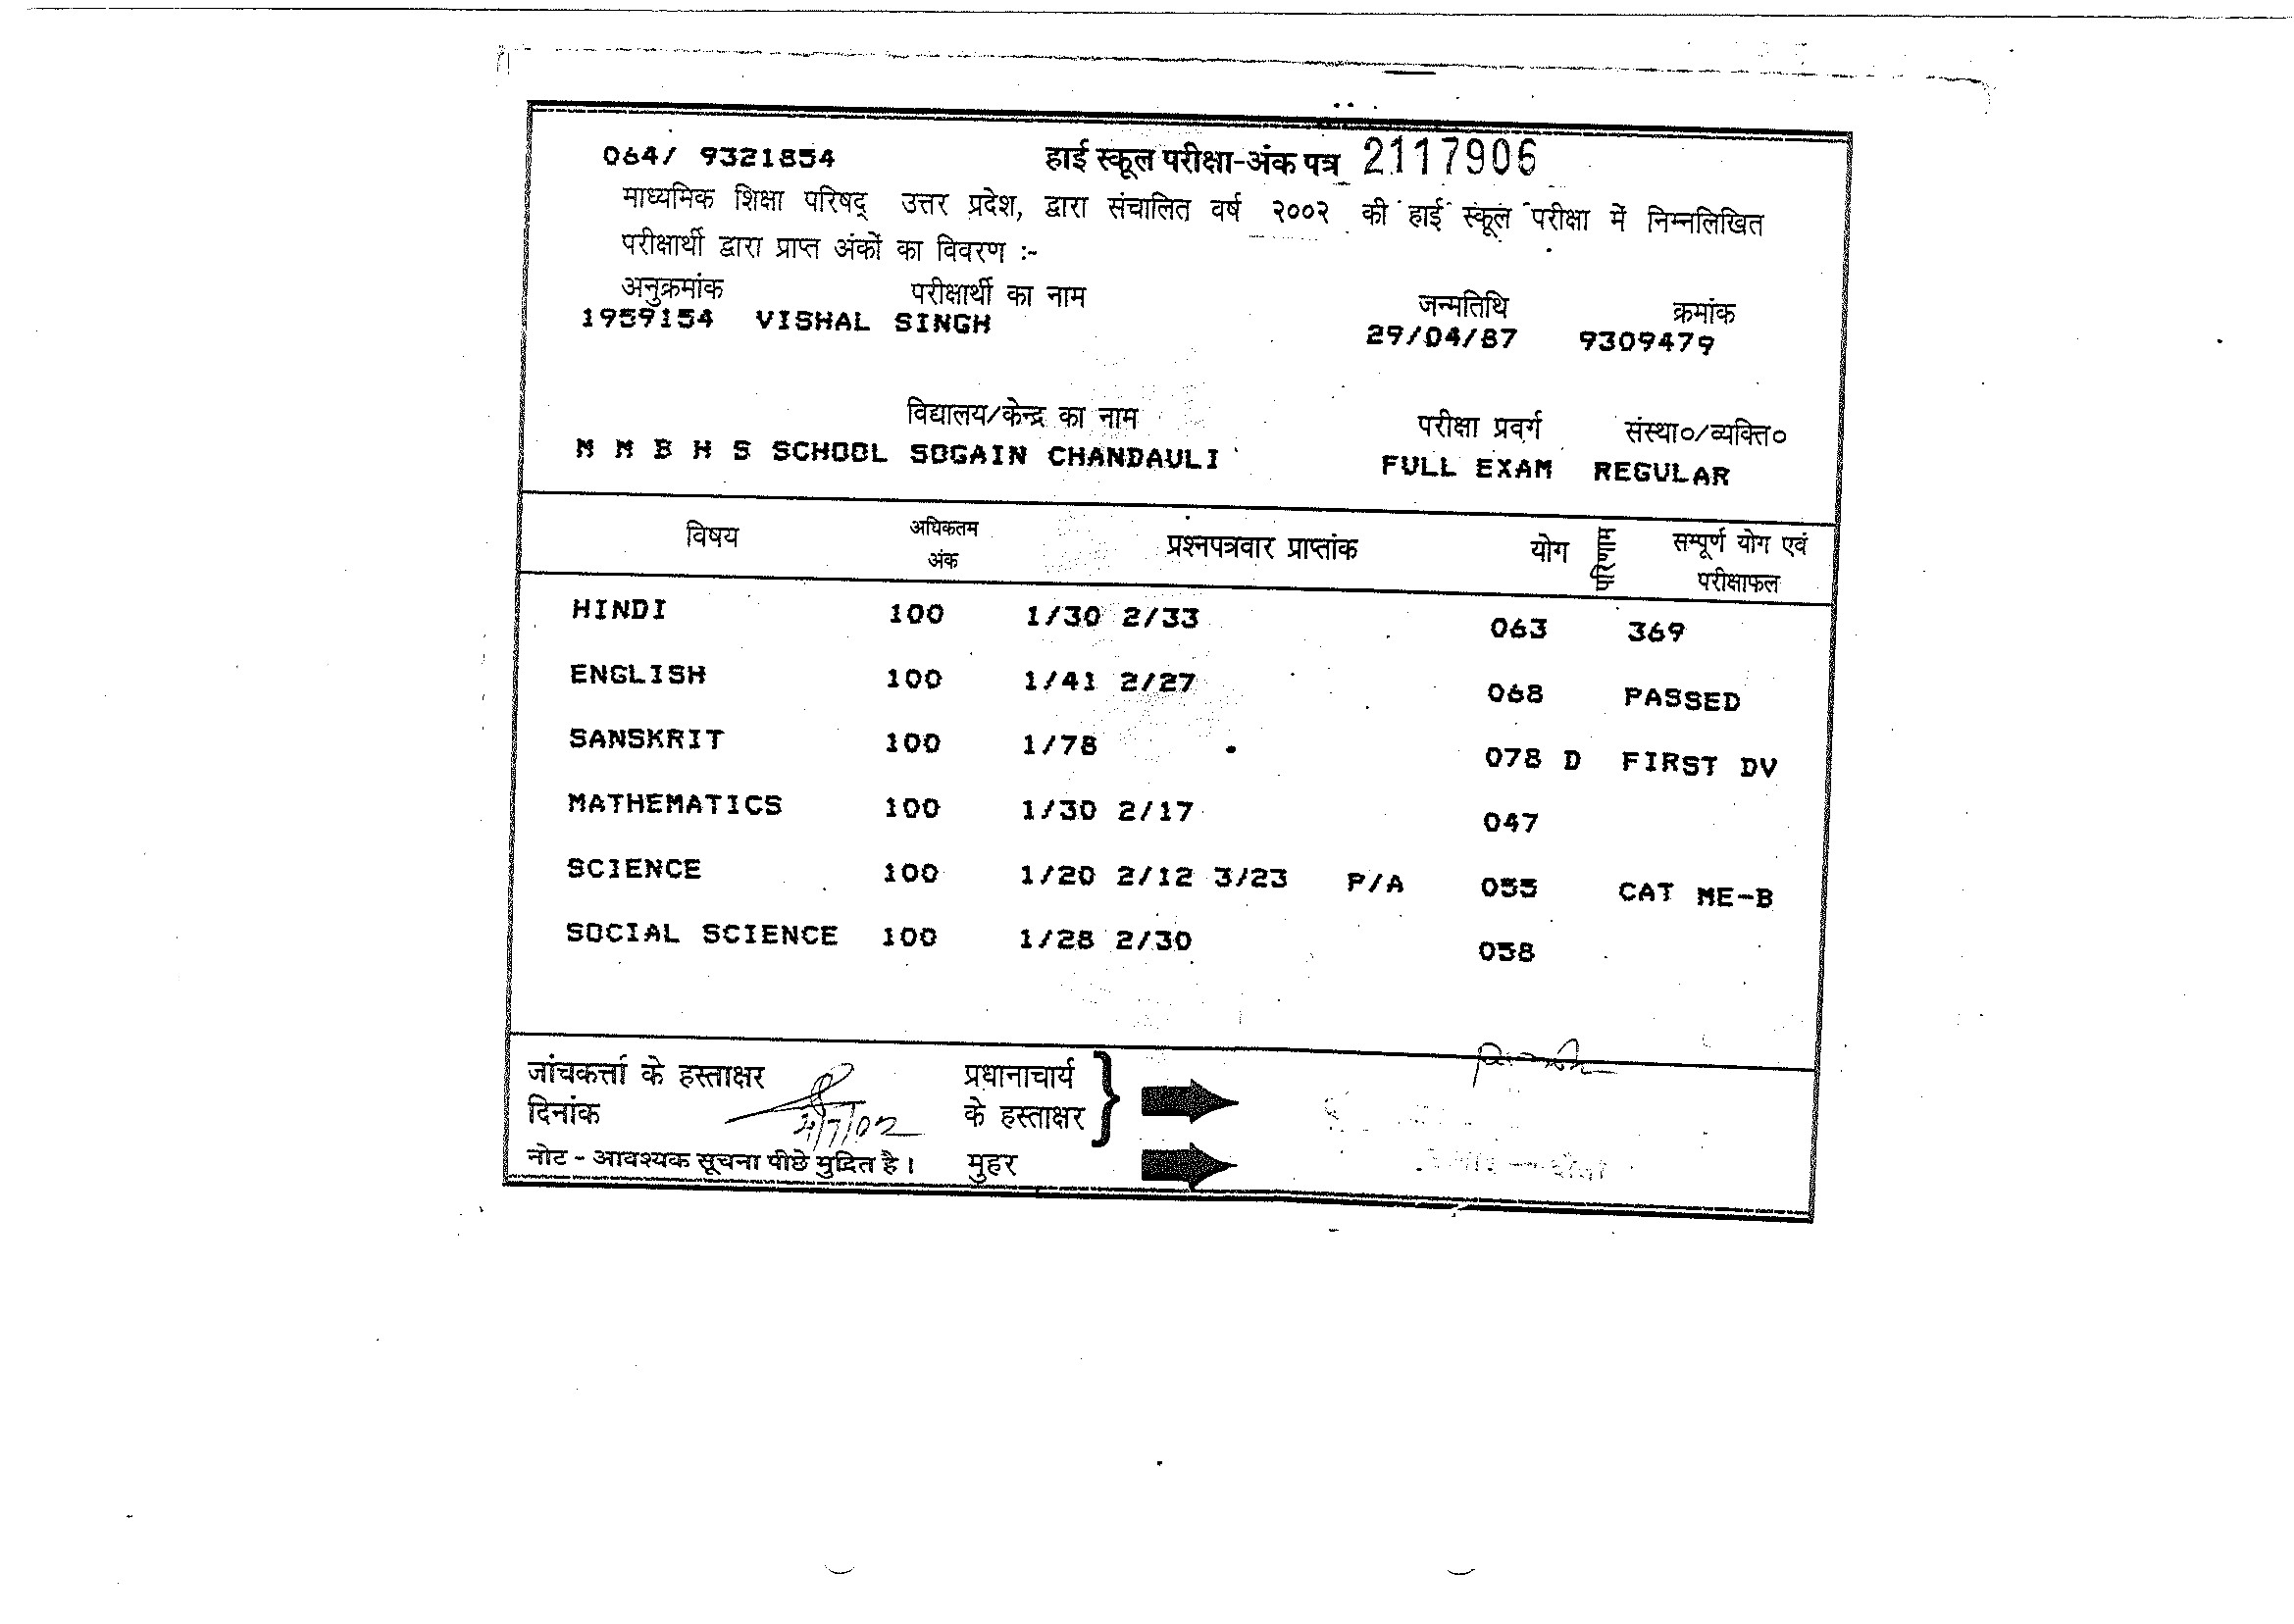 064/ 9321854 हाई स्कूल परीक्षा-अंक पत्र 2117906
माध्यमिक शिक्षा परिषद् उत्तर प्रदेश, द्वारा संचालित वर्ष २००२ की हाई स्कूल परीक्षा में निम्नलिखित
परीक्षार्थी द्वारा प्राप्त अंकों का विवरण :-
अनुक्रमांक परीक्षार्थी का नाम जन्मतिथि क्रमांक
1959154 VISHAL SINGH 29/04/87 9309479
विद्यालय/केन्द्र का नाम परीक्षा प्रवर्ग संस्था०/व्यक्ति०
M M B H S SCHOOL SOGAIN CHANDAULI FULL EXAM REGULAR
विषय अधिकतम अंक प्रश्नपत्रवार प्राप्तांक योग परिणाम सम्पूर्ण योग एवं परीक्षाफल
HINDI 100 1/30 2/33 063 369
ENGLISH 100 1/41 2/27 068 PASSED
SANSKRIT 100 1/78 078 D FIRST DV
MATHEMATICS 100 1/30 2/17 047
SCIENCE 100 1/20 2/12 3/23 P/A 055 CAT ME-B
SOCIAL SCIENCE 100 1/28 2/30 058
जांचकर्त्ता के हस्ताक्षर प्रधानाचार्य
दिनांक के हस्ताक्षर
नोट - आवश्यक सूचना पीछे मुद्रित है। मुहर